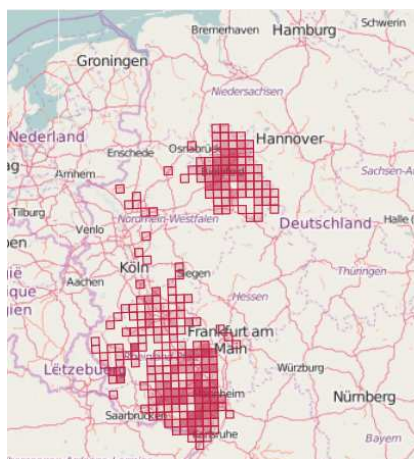 Bremerhaven
Schwerin
Hamburg
Groningen
Niedersachsen
Nederland
Enschede
Osnabrück
Hannover
Arnhem
Sachsen-A
Tilburg
Nordrhein-Westfalen
Deutschland
Halle
Venlo
Köln
Siegen
Aachen
Thüringen
Hessen
Frankfurt am
Main
Lëtzebuerg
Würzburg
Saarbrücken
Nürnberg
Bayern